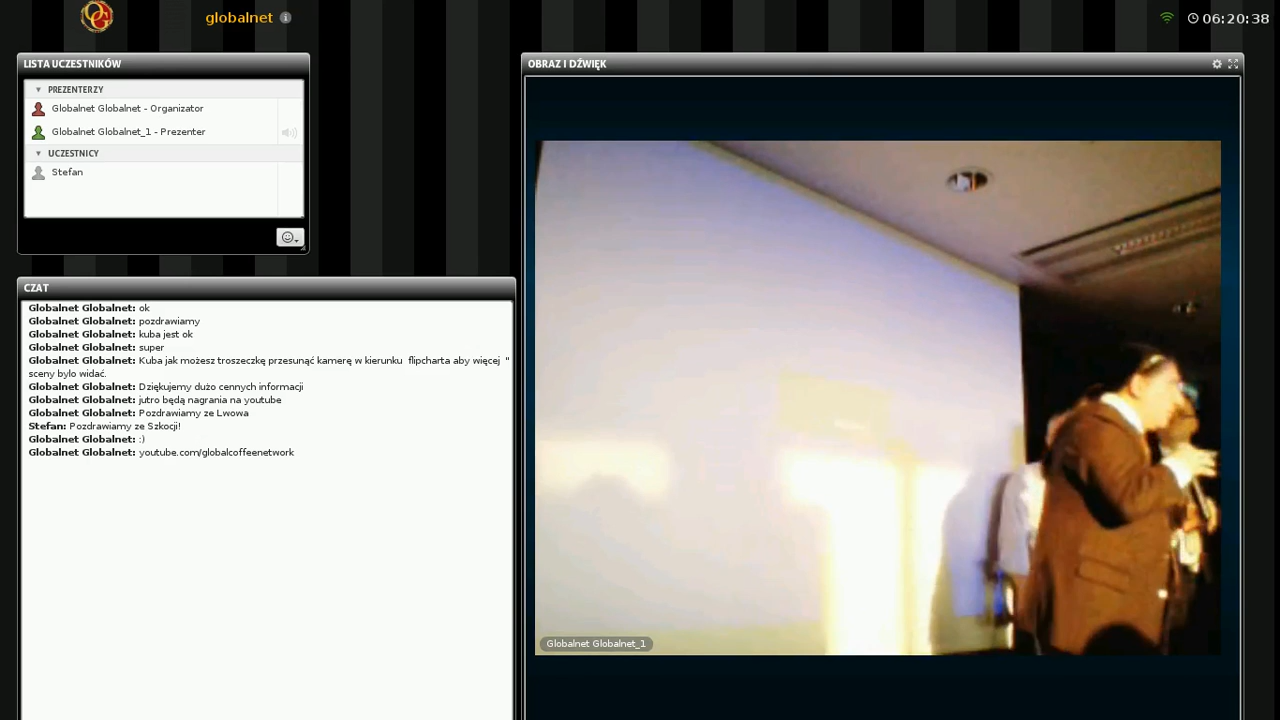 OG
globalnet
06:20:38
LISTA UCZESTNIKÓW
PREZENTERZY
Globalnet Globalnet - Organizator
Globalnet Globalnet_1 - Prezenter
UCZESTNICY
Stefan
CZAT
Globalnet Globalnet: ok
Globalnet Globalnet: pozdrawiamy
Globalnet Globalnet: kuba jest ok
Globalnet Globalnet: super
Globalnet Globalnet: Kuba jak możesz troszeczkę przesunąć kamerę w kierunku flipcharta aby więcej "
sceny bylo widać.
Globalnet Globalnet: Dziękujemy dużo cennych informacji
Globalnet Globalnet: jutro będą nagrania na youtube
Globalnet Globalnet: Pozdrawiamy ze Lwowa
Stefan: Pozdrawiamy ze Szkocji!
Globalnet Globalnet: :)
Globalnet Globalnet: youtube.com/globalcoffeenetwork
OBRAZ I DŹWIĘK
Globalnet Globalnet_1